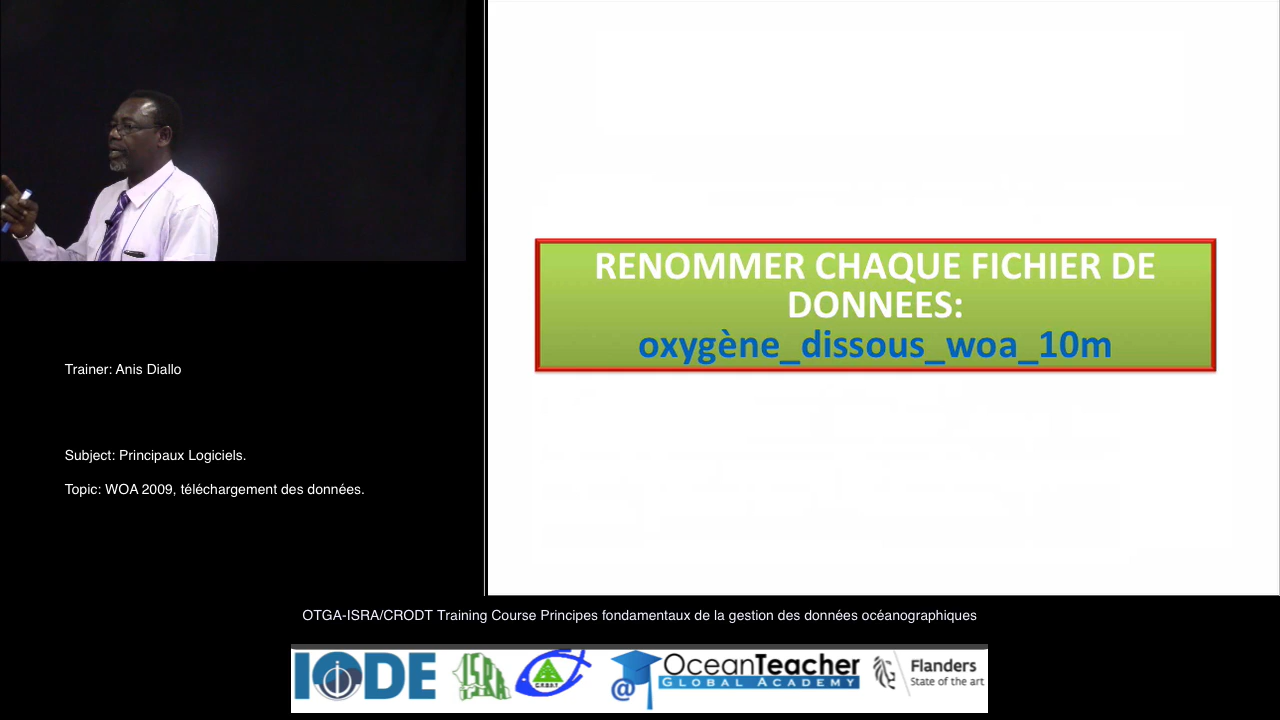 RENOMMER CHAQUE FICHIER DE
DONNEES:
oxygène_dissous_woa_10m
Trainer: Anis Diallo
Subject: Principaux Logiciels.
Topic: WOA 2009, téléchargement des données.
OTGA-ISRA/CRODT Training Course Principes fondamentaux de la gestion des données océanographiques
IODE
ISRA
OceanTeacher
GLOBAL ACADEMY
Flanders
State of the art